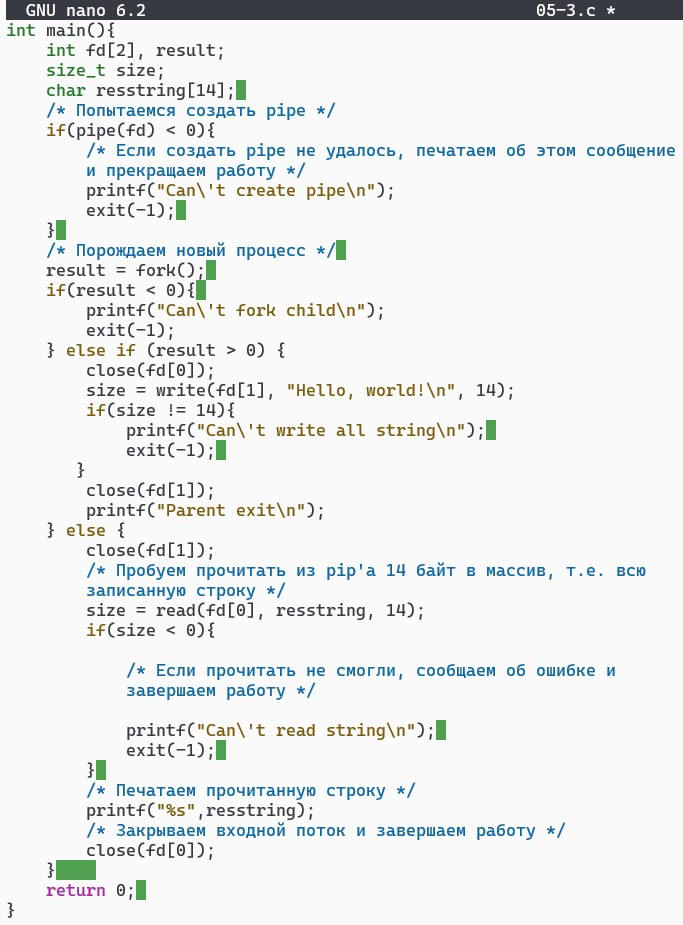 GNU nano 6.2 05-3.c *
int main(){
    int fd[2], result;
    size_t size;
    char resstring[14];
    /* Попытаемся создать pipe */
    if(pipe(fd) < 0){
        /* Если создать pipe не удалось, печатаем об этом сообщение
        и прекращаем работу */
        printf("Can\'t create pipe\n");
        exit(-1);
    }
    /* Порождаем новый процесс */
    result = fork();
    if(result < 0){
        printf("Can\'t fork child\n");
        exit(-1);
    } else if (result > 0) {
        close(fd[0]);
        size = write(fd[1], "Hello, world!\n", 14);
        if(size != 14){
            printf("Can\'t write all string\n");
            exit(-1);
       }
        close(fd[1]);
        printf("Parent exit\n");
    } else {
        close(fd[1]);
        /* Пробуем прочитать из pip'а 14 байт в массив, т.е. всю
        записанную строку */
        size = read(fd[0], resstring, 14);
        if(size < 0){
            /* Если прочитать не смогли, сообщаем об ошибке и
            завершаем работу */
            printf("Can\'t read string\n");
            exit(-1);
        }
        /* Печатаем прочитанную строку */
        printf("%s",resstring);
        /* Закрываем входной поток и завершаем работу */
        close(fd[0]);
    }
    return 0;
}